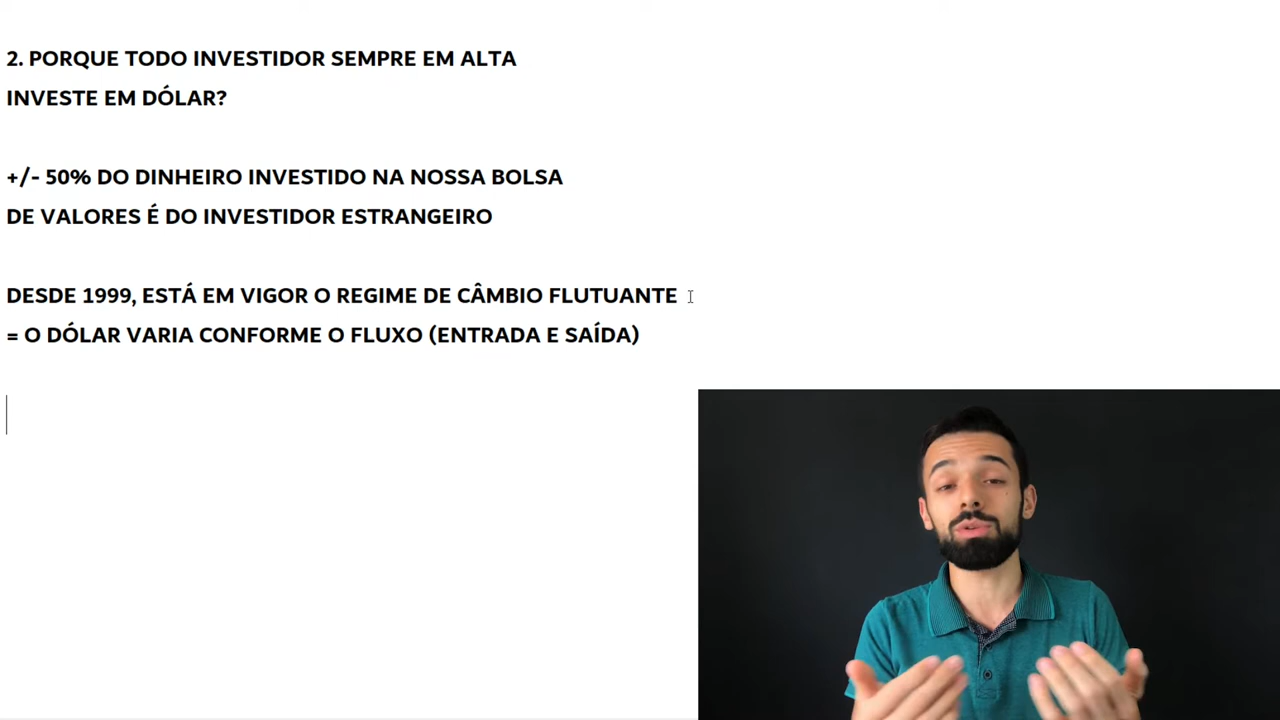 2. PORQUE TODO INVESTIDOR SEMPRE EM ALTA
INVESTE EM DÓLAR?
+/- 50% DO DINHEIRO INVESTIDO NA NOSSA BOLSA
DE VALORES É DO INVESTIDOR ESTRANGEIRO
DESDE 1999, ESTÁ EM VIGOR O REGIME DE CÂMBIO FLUTUANTE
= O DÓLAR VARIA CONFORME O FLUXO (ENTRADA E SAÍDA)